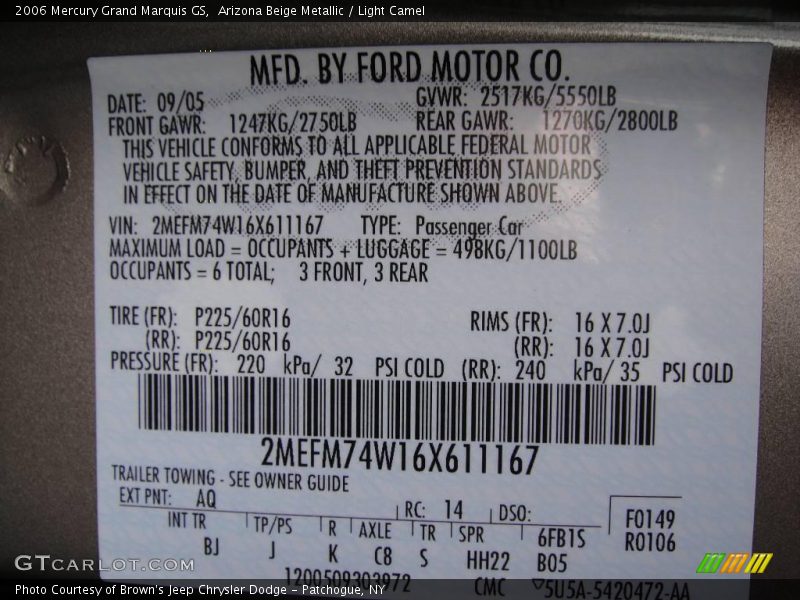 2006 Mercury Grand Marquis GS,  Arizona Beige Metallic / Light Camel
MFD. BY FORD MOTOR CO.
DATE: 09/05 GVWR: 2517KG/5550LB
FRONT GAWR: 1247KG/2750LB REAR GAWR: 1270KG/2800LB
THIS VEHICLE CONFORMS TO ALL APPLICABLE FEDERAL MOTOR
VEHICLE SAFETY, BUMPER, AND THEFT PREVENTION STANDARDS
IN EFFECT ON THE DATE OF MANUFACTURE SHOWN ABOVE.
VIN: 2MEFM74W16X611167 TYPE: Passenger Car
MAXIMUM LOAD = OCCUPANTS + LUGGAGE = 498KG/1100LB
OCCUPANTS = 6 TOTAL; 3 FRONT, 3 REAR
TIRE (FR): P225/60R16 RIMS (FR): 16 X 7.0J
(RR): P225/60R16 (RR): 16 X 7.0J
PRESSURE (FR): 220 kPa/ 32 PSI COLD (RR): 240 kPa/ 35 PSI COLD
2MEFM74W16X611167
TRAILER TOWING - SEE OWNER GUIDE
EXT PNT: AQ RC: 14 DSO: F0149
INT TR TP/PS R AXLE TR SPR 6FB1S R0106
BJ J K C8 S HH22 B05
1200509303972 CMC 5U5A-5420472-AA
GTCARLOT.COM
Photo Courtesy of Brown's Jeep Chrysler Dodge – Patchogue, NY